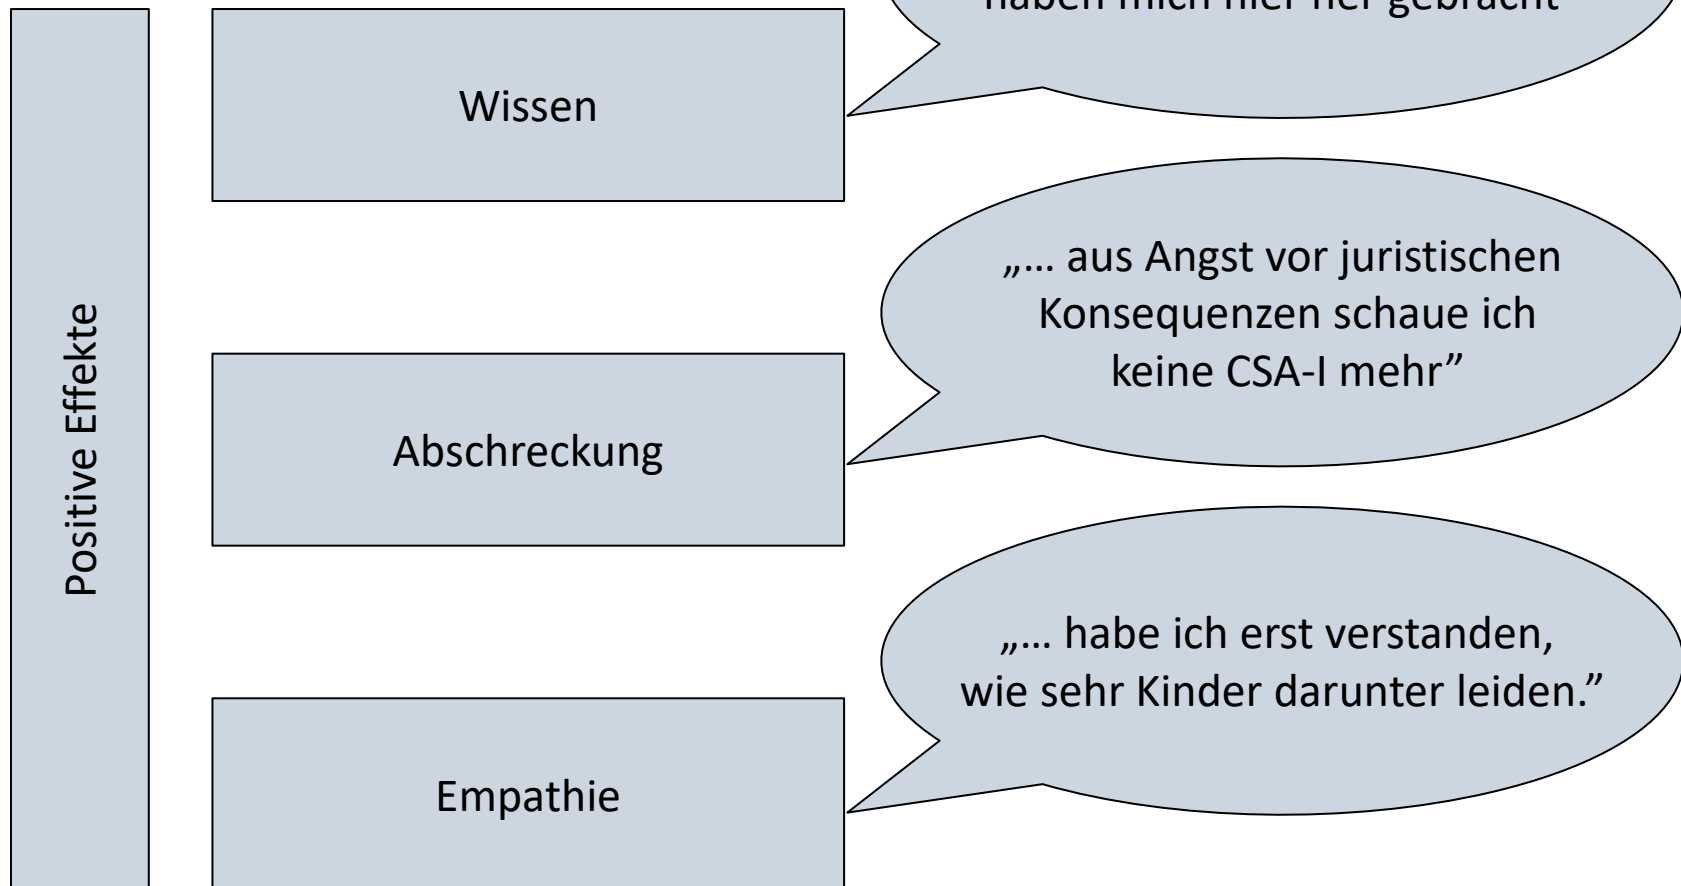 haben mich hier her gebracht
Wissen
„… aus Angst vor juristischen
Konsequenzen schaue ich
keine CSA-I mehr”
Abschreckung
Positive Effekte
„… habe ich erst verstanden,
wie sehr Kinder darunter leiden.”
Empathie